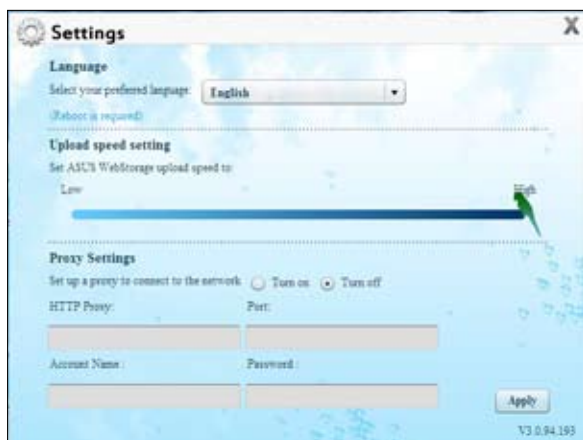 Settings
X
Language
Select your preferred language:
English
(Reboot is required)
Upload speed setting
Set ASUS WebStorage upload speed to:
Low
High
Proxy Settings
Set up a proxy to connect to the network
Turn on
Turn off
HTTP Proxy:
Port:
Account Name :
Password :
Apply
V3.0.94.193